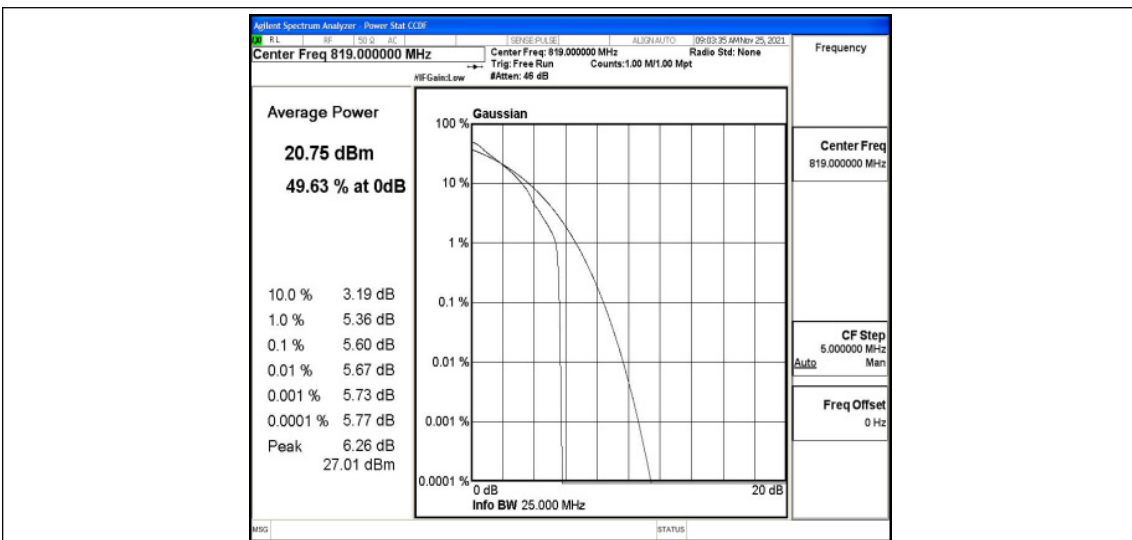 Agilent Spectrum Analyzer - Power Stat CCDF
RL RF 50 Ω AC SENSE:PULSE ALIGN AUTO 09:03:35 AM Nov 25, 2021
Center Freq 819.000000 MHz
Center Freq: 819.000000 MHz Radio Std: None
Trig: Free Run Counts:1.00 M/1.00 Mpt
#IFGain:Low #Atten: 46 dB
Frequency
Average Power
20.75 dBm
49.63 % at 0dB
10.0 % 3.19 dB
1.0 % 5.36 dB
0.1 % 5.60 dB
0.01 % 5.67 dB
0.001 % 5.73 dB
0.0001 % 5.77 dB
Peak 6.26 dB
27.01 dBm
Gaussian
100 %
10 %
1 %
0.1 %
0.01 %
0.001 %
0.0001 %
0 dB 20 dB
Info BW 25.000 MHz
Center Freq
819.000000 MHz
CF Step
5.000000 MHz
Auto Man
Freq Offset
0 Hz
MSG STATUS